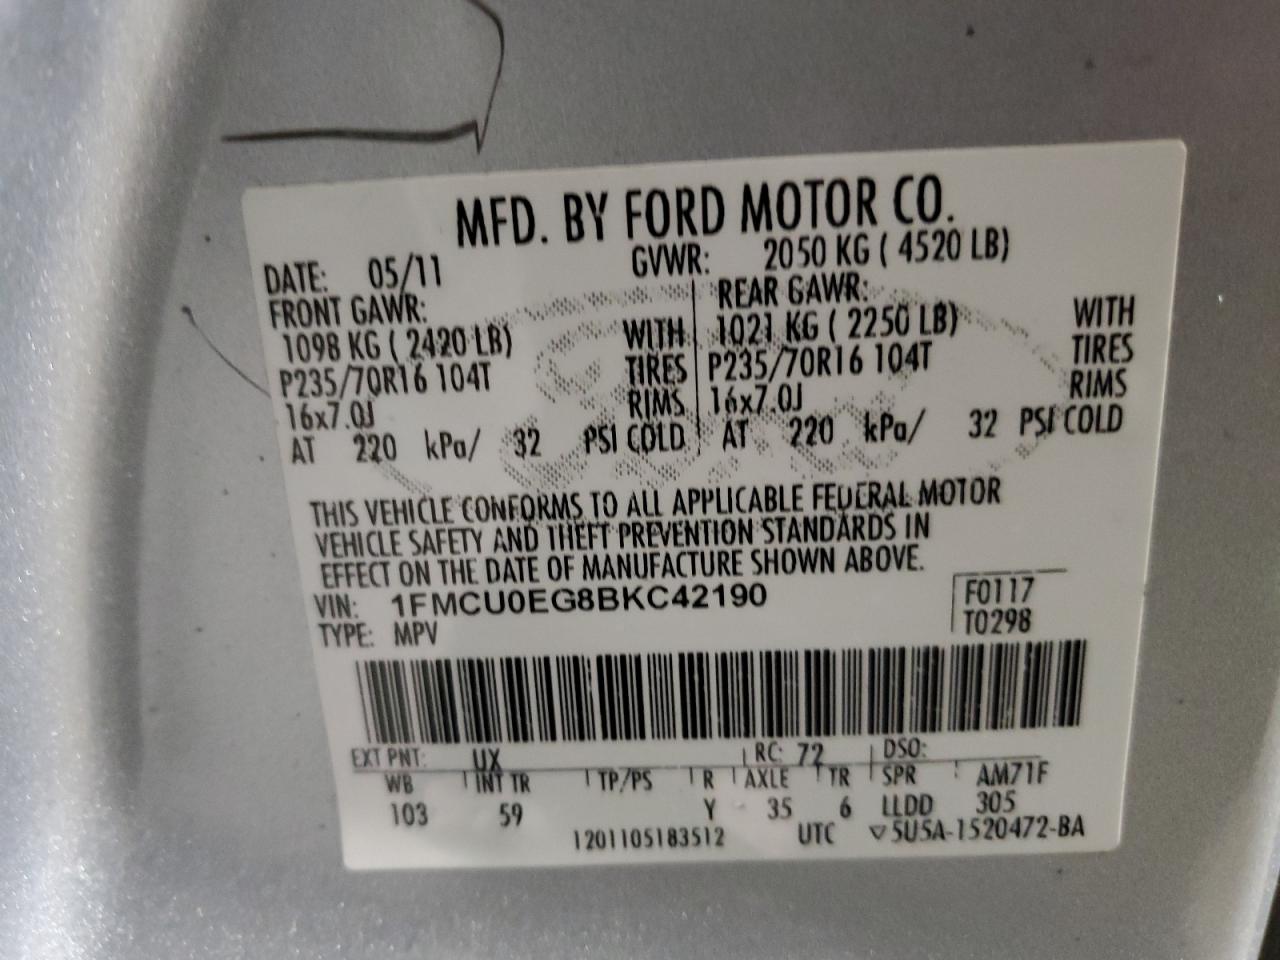 MFD. BY FORD MOTOR CO.
DATE: 05/11 GVWR: 2050 KG ( 4520 LB)
FRONT GAWR: REAR GAWR:
1098 KG ( 2420 LB) WITH 1021 KG ( 2250 LB) WITH
P235/70R16 104T TIRES P235/70R16 104T TIRES
16x7.0J RIMS 16x7.0J RIMS
AT 220 kPa/ 32 PSI COLD AT 220 kPa/ 32 PSI COLD
THIS VEHICLE CONFORMS TO ALL APPLICABLE FEDERAL MOTOR
VEHICLE SAFETY AND THEFT PREVENTION STANDARDS IN
EFFECT ON THE DATE OF MANUFACTURE SHOWN ABOVE.
VIN: 1FMCU0EG8BKC42190 F0117
TYPE: MPV T0298
EXT PNT: UX RC: 72 DSO:
WB INT TR TP/PS R AXLE TR SPR AM71F
103 59 Y 35 6 LLDD 305
1201105183512 UTC ▽5U5A-1520472-BA